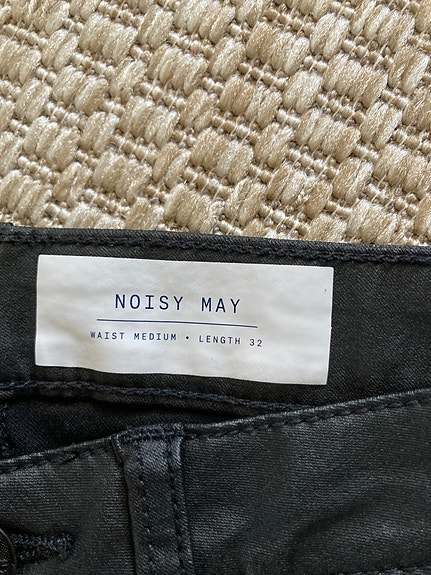 NOISY MAY
WAIST MEDIUM • LENGTH 32